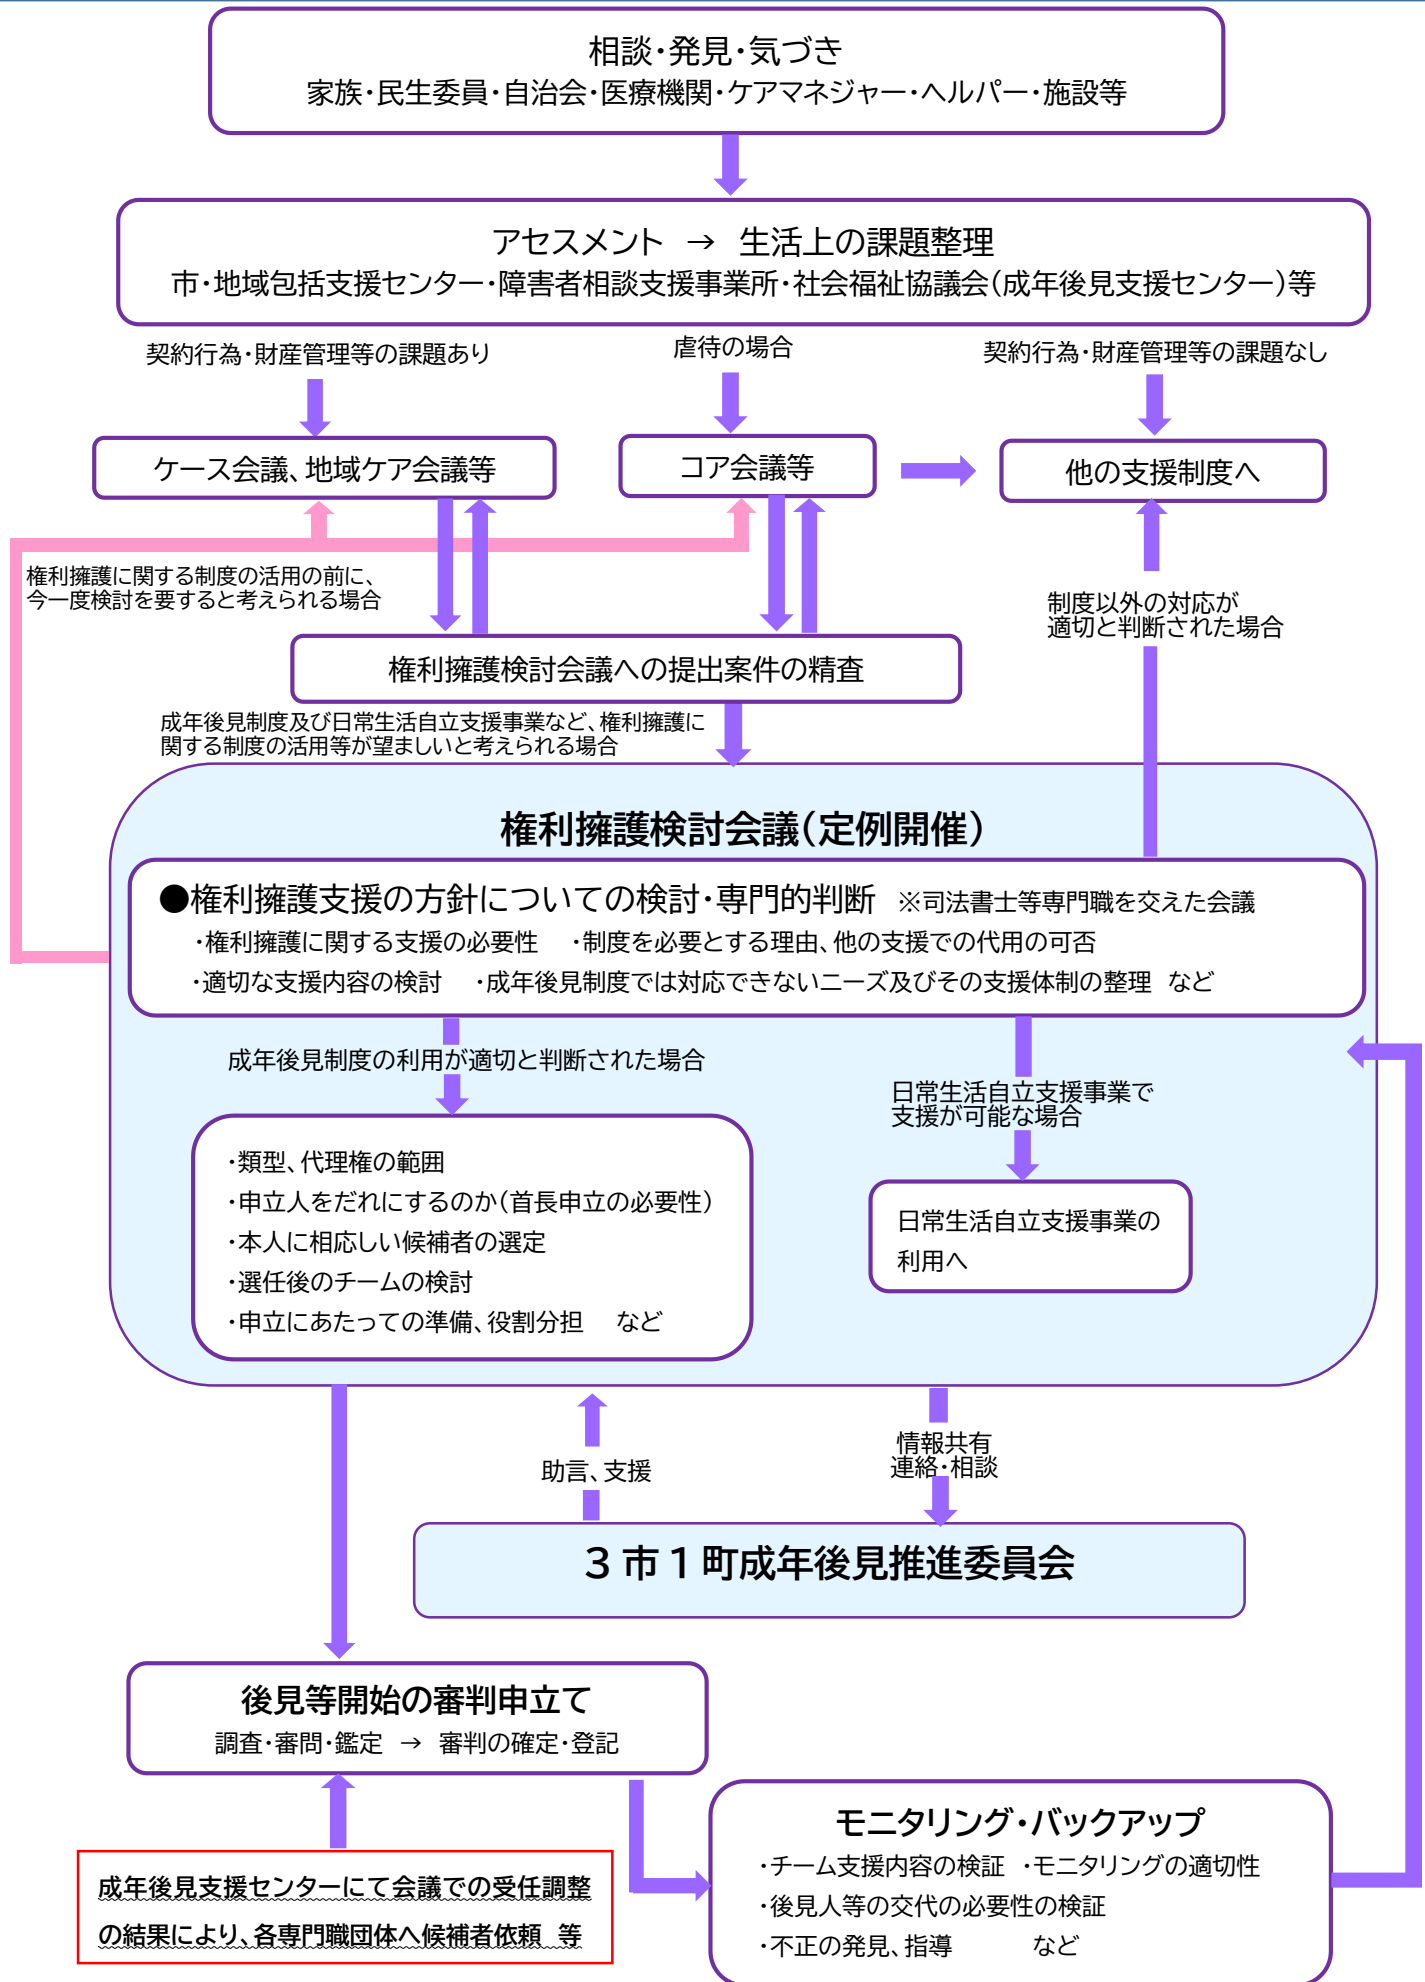 相談・発見・気づき
家族・民生委員・自治会・医療機関・ケアマネジャー・ヘルパー・施設等
アセスメント → 生活上の課題整理
市・地域包括支援センター・障害者相談支援事業所・社会福祉協議会（成年後見支援センター）等
契約行為・財産管理等の課題あり
虐待の場合
契約行為・財産管理等の課題なし
ケース会議、地域ケア会議等
コア会議等
他の支援制度へ
権利擁護に関する制度の活用の前に、
今一度検討を要すると考えられる場合
制度以外の対応が
適切と判断された場合
権利擁護検討会議への提出案件の精査
成年後見制度及び日常生活自立支援事業など、権利擁護に
関する制度の活用等が望ましいと考えられる場合
権利擁護検討会議（定例開催）
●権利擁護支援の方針についての検討・専門的判断 ※司法書士等専門職を交えた会議
・権利擁護に関する支援の必要性 ・制度を必要とする理由、他の支援での代用の可否
・適切な支援内容の検討 ・成年後見制度では対応できないニーズ及びその支援体制の整理 など
成年後見制度の利用が適切と判断された場合
日常生活自立支援事業で
支援が可能な場合
・類型、代理権の範囲
・申立人をだれにするのか（首長申立の必要性）
・本人に相応しい候補者の選定
・選任後のチームの検討
・申立にあたっての準備、役割分担 など
日常生活自立支援事業の
利用へ
助言、支援
情報共有
連絡・相談
３市１町成年後見推進委員会
後見等開始の審判申立て
調査・審問・鑑定 → 審判の確定・登記
成年後見支援センターにて会議での受任調整
の結果により、各専門職団体へ候補者依頼 等
モニタリング・バックアップ
・チーム支援内容の検証 ・モニタリングの適切性
・後見人等の交代の必要性の検証
・不正の発見、指導 など